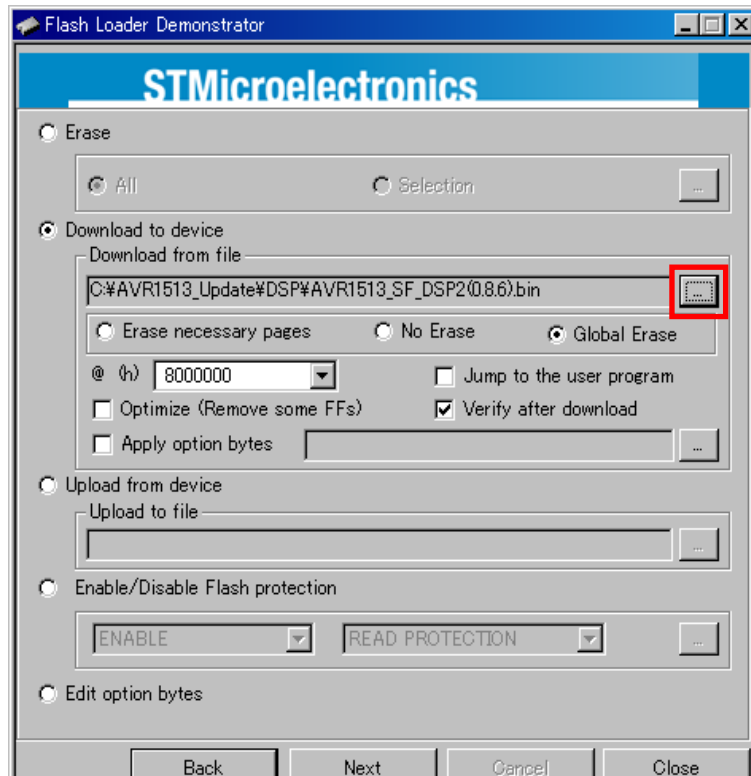 Flash Loader Demonstrator
STMicroelectronics
Erase
All Selection ...
Download to device
Download from file
C:¥AVR1513_Update¥DSP¥AVR1513_SF_DSP2(0.8.6).bin ...
Erase necessary pages No Erase Global Erase
@ (h) 8000000 Jump to the user program
Optimize (Remove some FFs) Verify after download
Apply option bytes ...
Upload from device
Upload to file
...
Enable/Disable Flash protection
ENABLE READ PROTECTION ...
Edit option bytes
Back Next Cancel Close